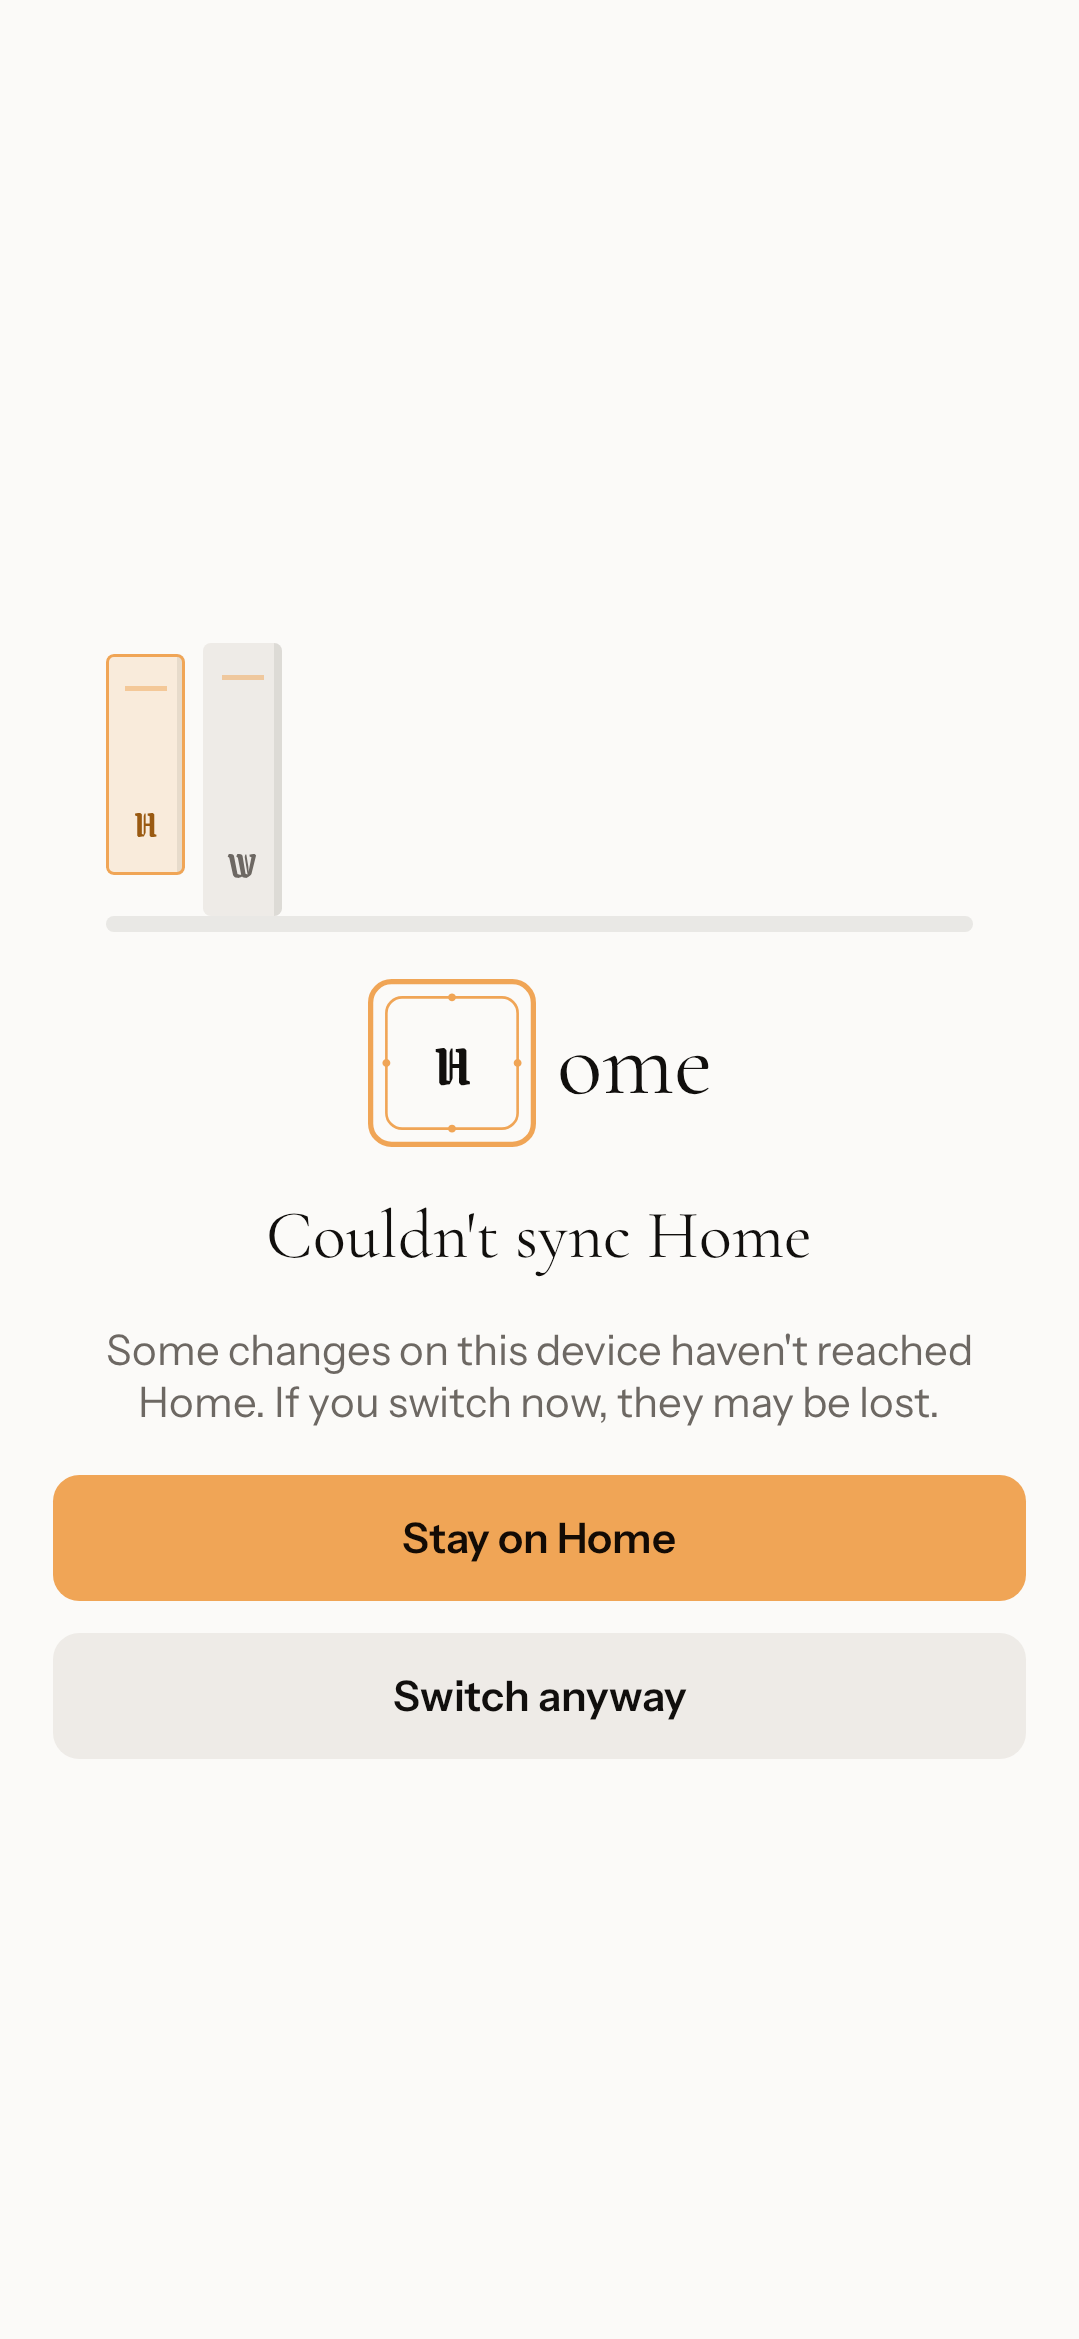 H
W
Home
Couldn't sync Home
Some changes on this device haven't reached
Home. If you switch now, they may be lost.
Stay on Home
Switch anyway